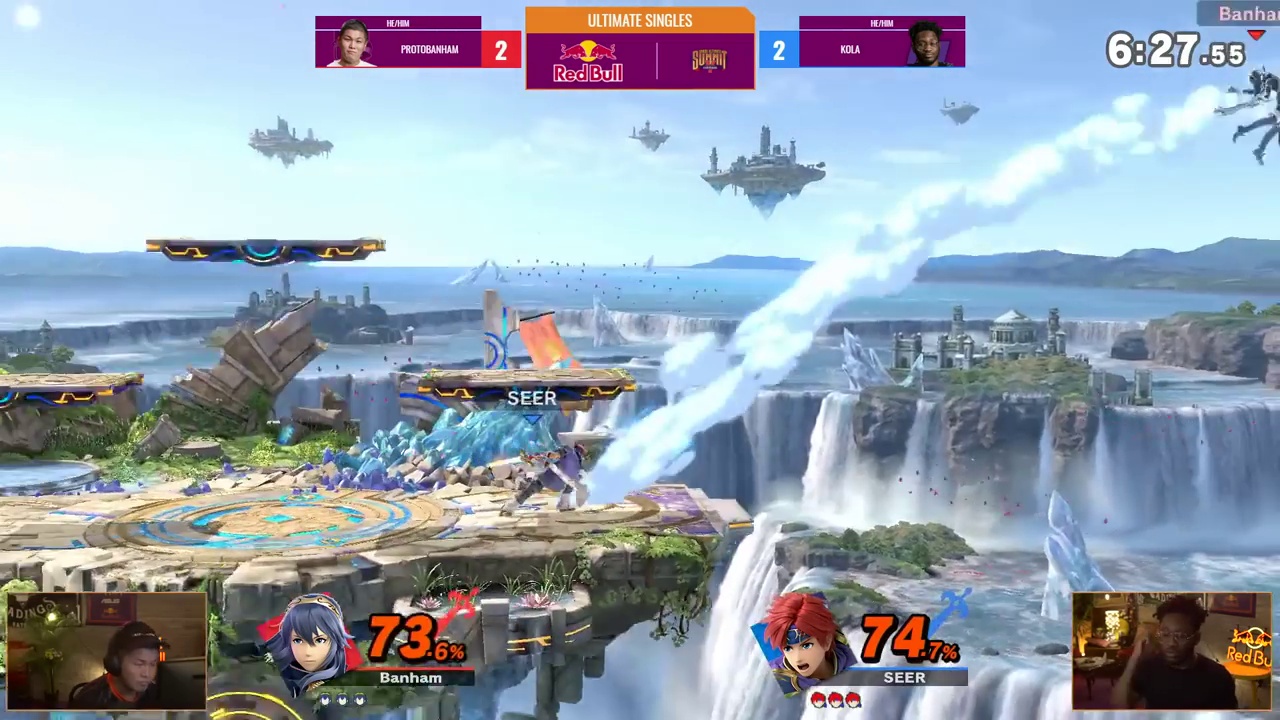 HE/HIM
PROTOBANHAM
2
ULTIMATE SINGLES
Red Bull
SUMMIT
2
HE/HIM
KOLA
6:27.55
Banha
SEER
73.6%
Banham
74.7%
SEER
Red Bu